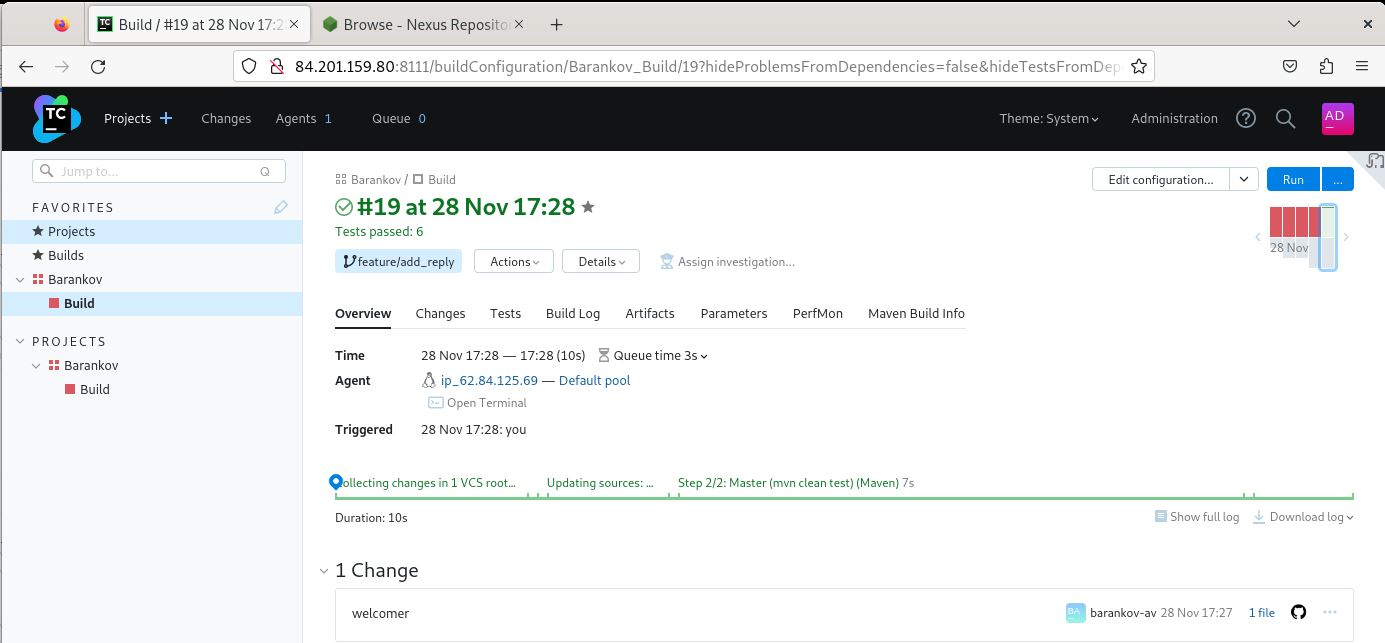 Build / #19 at 28 Nov 17:2
Browse - Nexus Reposito
84.201.159.80:8111/buildConfiguration/Barankov_Build/19?hideProblemsFromDependencies=false&hideTestsFromDep
TC
Projects
Changes
Agents 1
Queue 0
Theme: System
Administration
AD
Jump to...
Q
FAVORITES
Projects
Builds
Barankov
Build
PROJECTS
Barankov
Build
Barankov / Build
Edit configuration...
Run
...
#19 at 28 Nov 17:28
Tests passed: 6
28 Nov
feature/add_reply
Actions
Details
Assign investigation...
Overview
Changes
Tests
Build Log
Artifacts
Parameters
PerfMon
Maven Build Info
Time 28 Nov 17:28 — 17:28 (10s) Queue time 3s
Agent ip_62.84.125.69 — Default pool
Open Terminal
Triggered 28 Nov 17:28: you
ollecting changes in 1 VCS root...
Updating sources: ...
Step 2/2: Master (mvn clean test) (Maven) 7s
Duration: 10s
Show full log
Download log
1 Change
welcomer
BA
barankov-av 28 Nov 17:27 1 file